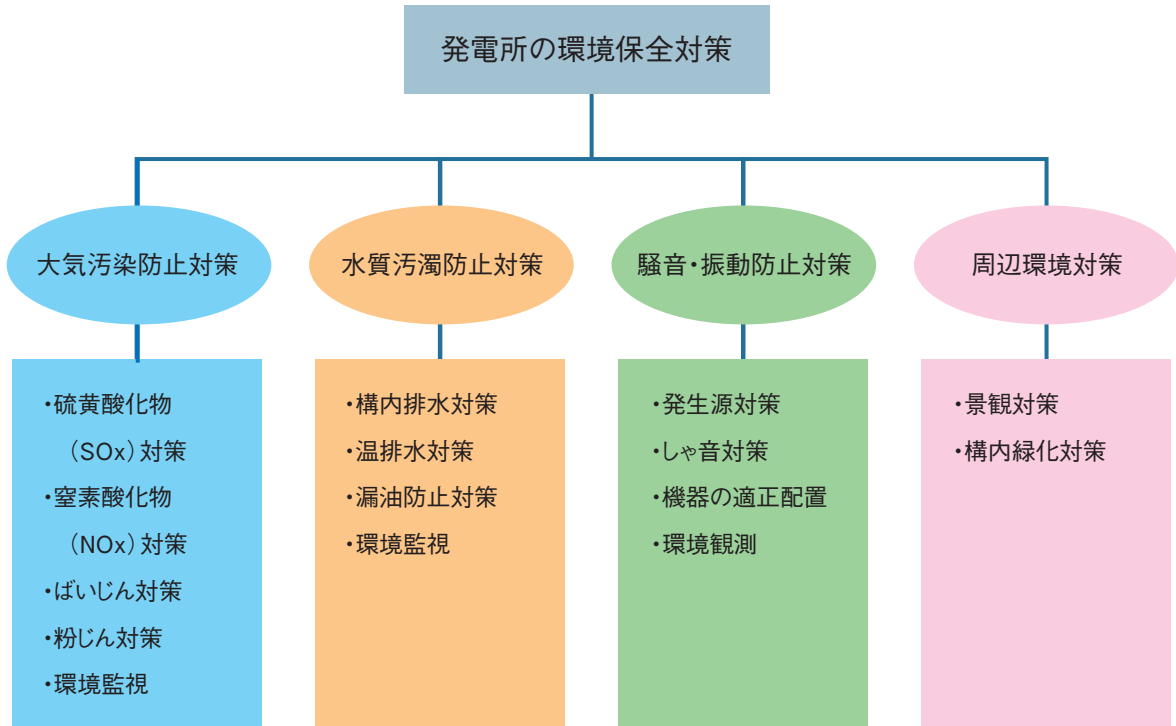 発電所の環境保全対策
大気汚染防止対策
水質汚濁防止対策
騒音・振動防止対策
周辺環境対策
・硫黄酸化物
（SOx）対策
・窒素酸化物
（NOx）対策
・ばいじん対策
・粉じん対策
・環境監視
・構内排水対策
・温排水対策
・漏油防止対策
・環境監視
・発生源対策
・しゃ音対策
・機器の適正配置
・環境観測
・景観対策
・構内緑化対策